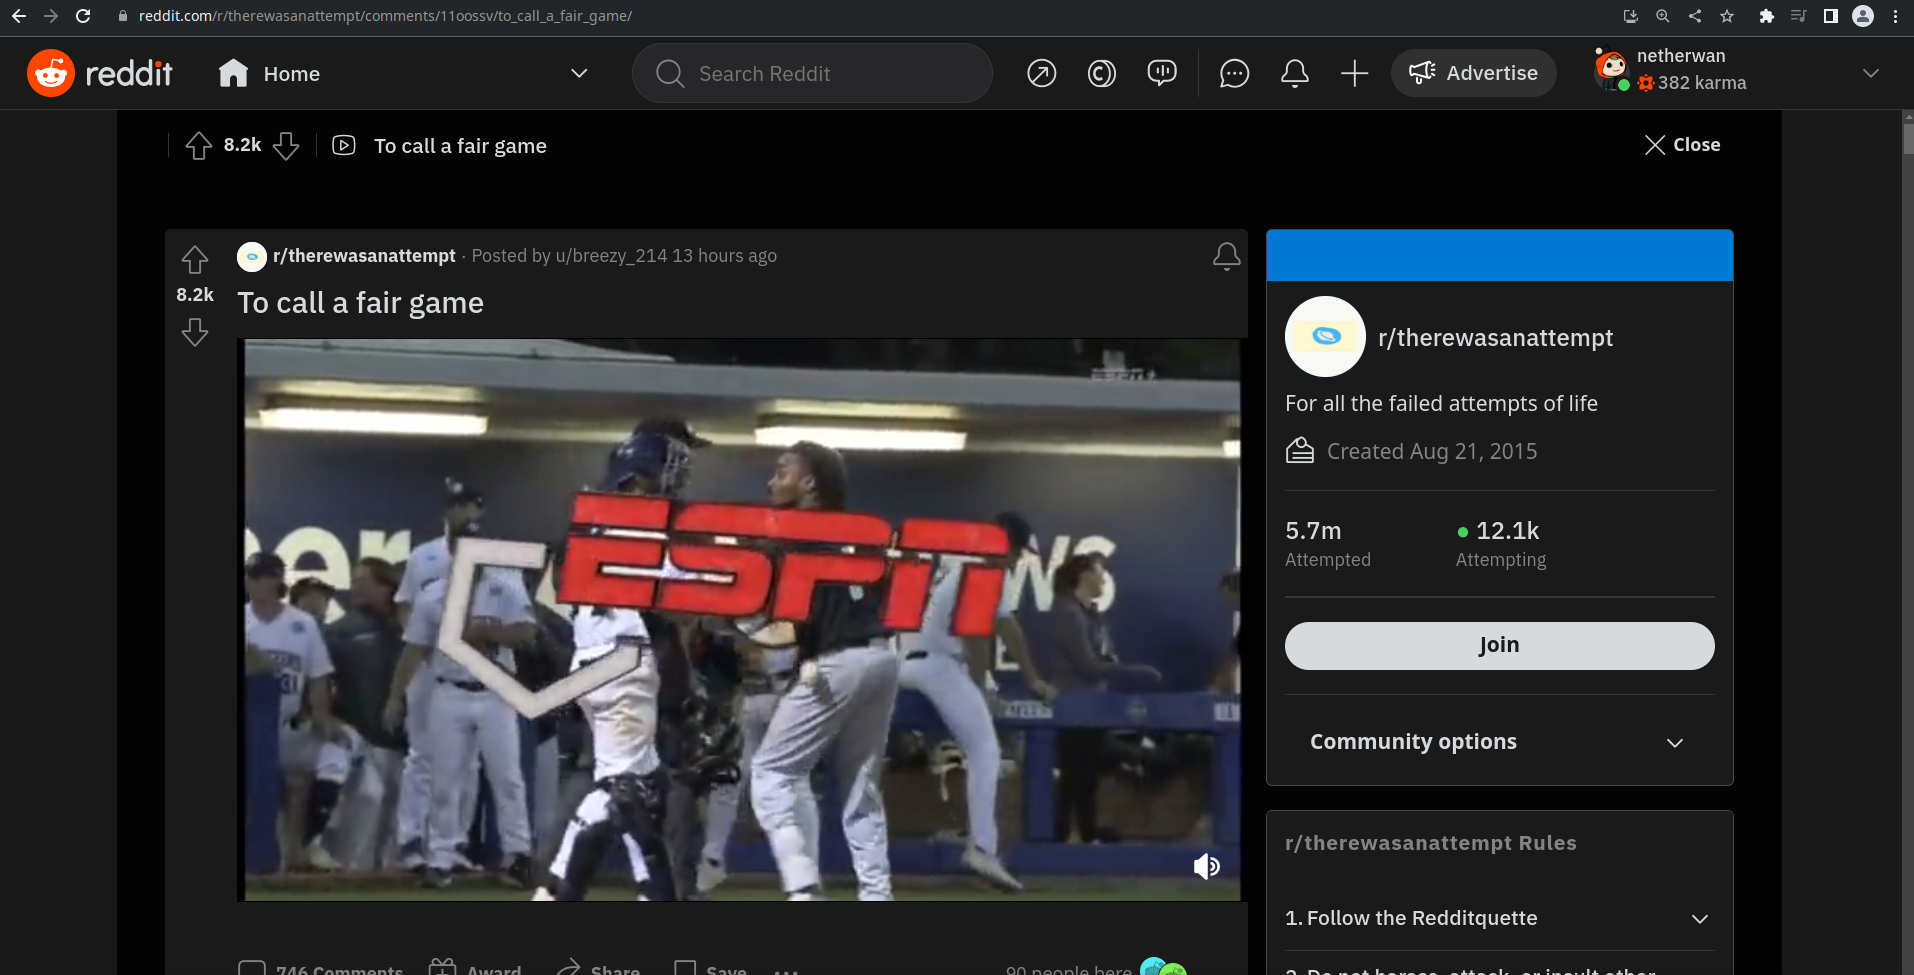 reddit.com/r/therewasanattempt/comments/11oossv/to_call_a_fair_game/
reddit
Home
Search Reddit
Advertise
netherwan
382 karma
8.2k
To call a fair game
Close
r/therewasanattempt · Posted by u/breezy_214 13 hours ago
8.2k
To call a fair game
ESPN
r/therewasanattempt
For all the failed attempts of life
Created Aug 21, 2015
5.7m
12.1k
Attempted
Attempting
Join
Community options
r/therewasanattempt Rules
1. Follow the Redditquette
746 Comments
Award
Share
Save
90 people here
2. Do not harass, attack, or insult other